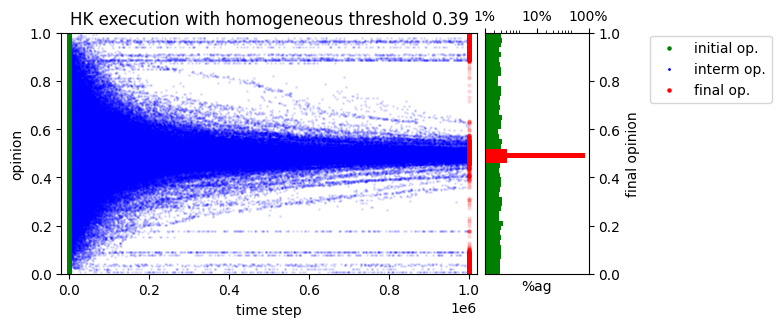 HK execution with homogeneous threshold 0.39
1% 10% 100%
1.0 1.0
0.8 0.8
0.6 0.6
0.4 0.4
0.2 0.2
0.0 0.0
opinion
final opinion
0.0 0.2 0.4 0.6 0.8 1.0
1e6
time step
%ag
initial op.
interm op.
final op.